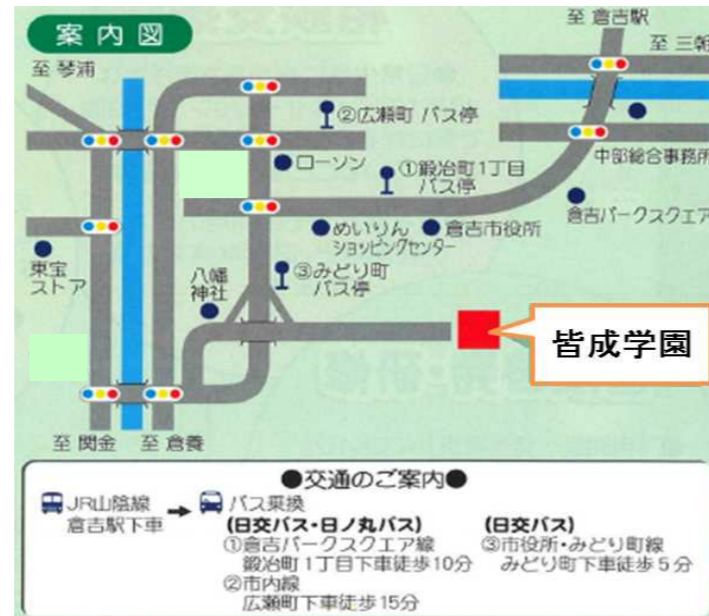 案内図
至 倉吉駅
至 三朝
至 琴浦
②広瀬町 バス停
ローソン
①鍛冶町1丁目
バス停
中部総合事務所
倉吉パークスクエア
めいりん
ショッピングセンター
倉吉市役所
東宝
ストア
八幡
神社
③みどり町
バス停
皆成学園
至 関金
至 倉養
●交通のご案内●
JR山陰線
倉吉駅下車
バス乗換
(日交バス・日ノ丸バス)
①倉吉パークスクエア線
鍛冶町1丁目下車徒歩10分
②市内線
広瀬町下車徒歩15分
(日交バス)
③市役所・みどり町線
みどり町下車徒歩5分